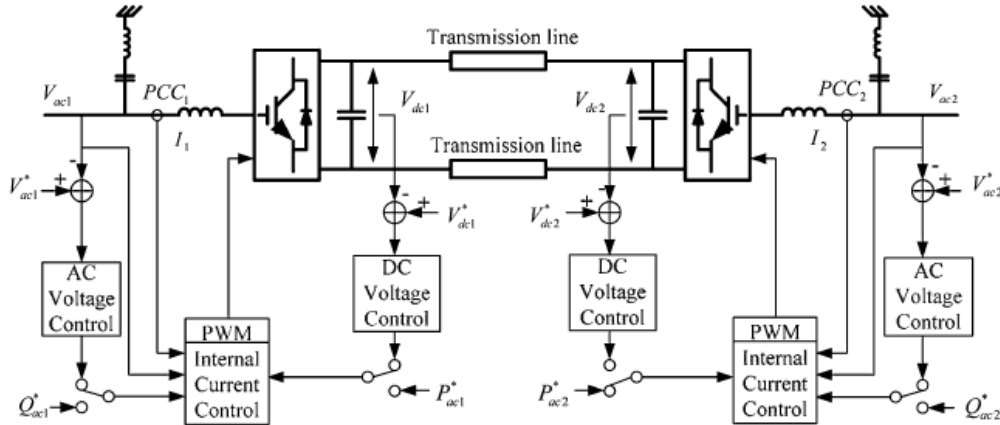 Transmission line
V_ac1
PCC_1
V_dc1
V_dc2
PCC_2
V_ac2
I_1
Transmission line
I_2
-
-
-
-
V*_ac1
+
+
V*_dc1
V*_dc2
+
+
V*_ac2
AC
Voltage
Control
DC
Voltage
Control
DC
Voltage
Control
AC
Voltage
Control
PWM
Internal
Current
Control
PWM
Internal
Current
Control
Q*_ac1
P*_ac1
P*_ac2
Q*_ac2